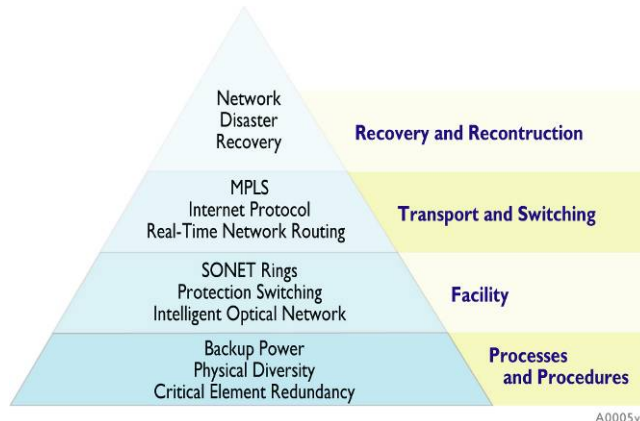 Network
Disaster
Recovery
Recovery and Recontruction
MPLS
Internet Protocol
Real-Time Network Routing
Transport and Switching
SONET Rings
Protection Switching
Intelligent Optical Network
Facility
Backup Power
Physical Diversity
Critical Element Redundancy
Processes
and Procedures
A0005v